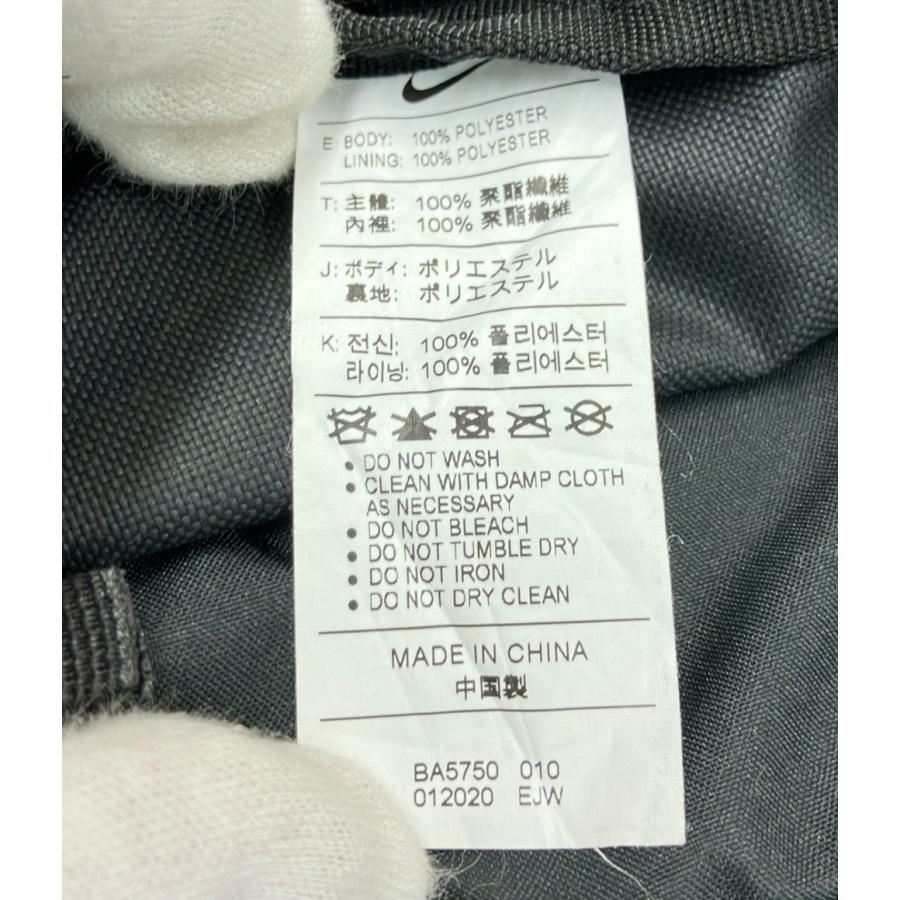 E: BODY: 100% POLYESTER
LINING: 100% POLYESTER
T: 主體: 100% 聚酯纖維
內裡: 100% 聚酯纖維
J: ボディ: ポリエステル
裏地: ポリエステル
K: 전신: 100% 폴리에스터
라이닝: 100% 폴리에스터
• DO NOT WASH
• CLEAN WITH DAMP CLOTH
AS NECESSARY
• DO NOT BLEACH
• DO NOT TUMBLE DRY
• DO NOT IRON
• DO NOT DRY CLEAN
MADE IN CHINA
中国製
BA5750 010
012020 EJW